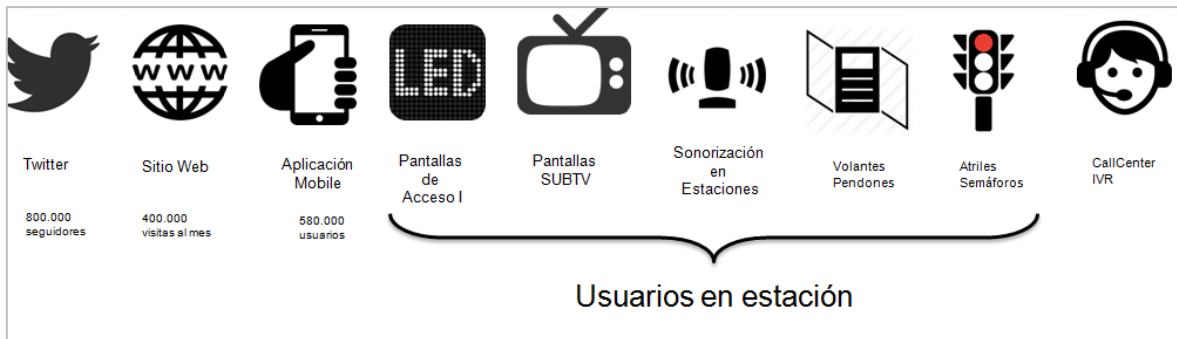 WWW
LED
Twitter
Sitio Web
Aplicación
Mobile
Pantallas
de
Acceso I
Pantallas
SUBTV
Sonorización
en
Estaciones
Volantes
Pendones
Atriles
Semáforos
CallCenter
IVR
800.000
seguidores
400.000
visitas al mes
580.000
usuarios
Usuarios en estación